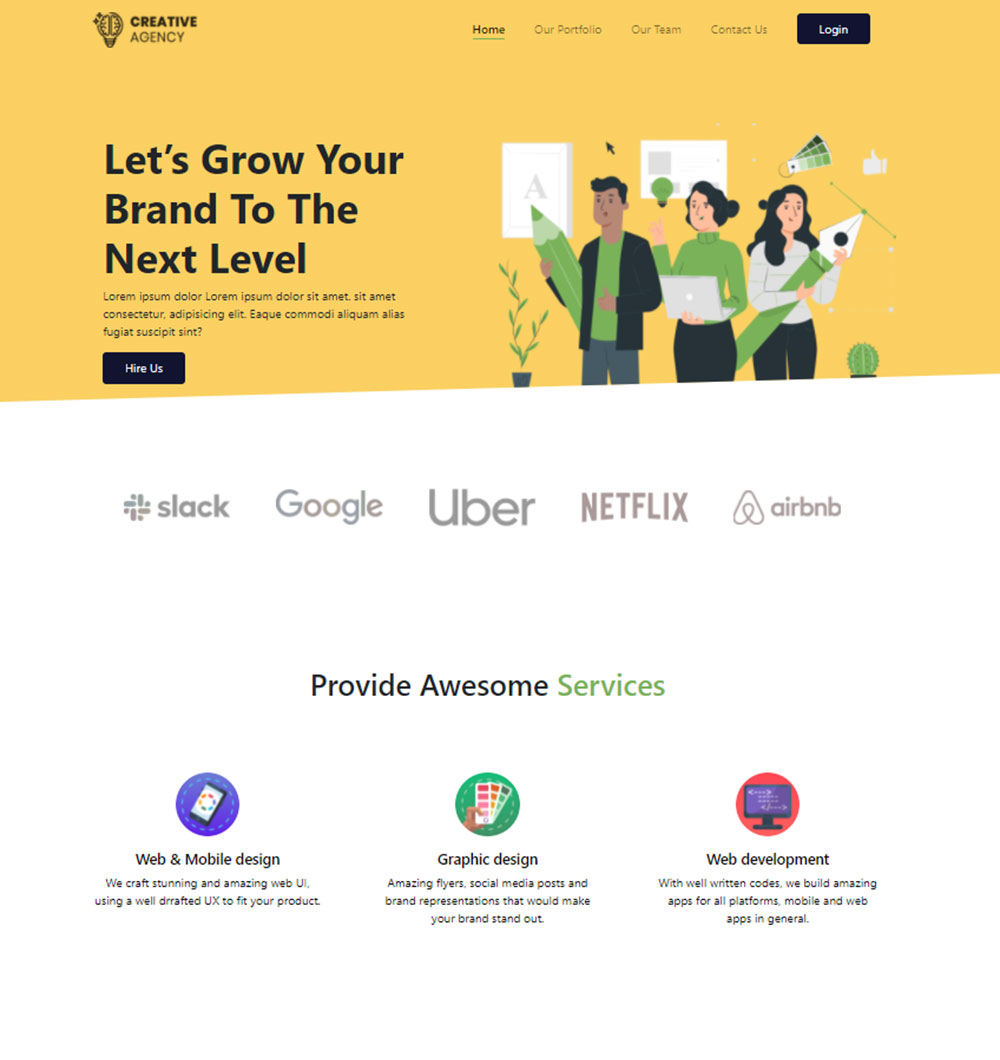 CREATIVE
AGENCY
Home Our Portfolio Our Team Contact Us Login
Let's Grow Your
Brand To The
Next Level
Lorem ipsum dolor Lorem ipsum dolor sit amet. sit amet
consectetur, adipisicing elit. Eaque commodi aliquam alias
fugiat suscipit sint?
Hire Us
A
slack Google Uber NETFLIX airbnb
Provide Awesome Services
Web & Mobile design
We craft stunning and amazing web UI,
using a well drrafted UX to fit your product.
Graphic design
Amazing flyers, social media posts and
brand representations that would make
your brand stand out.
Web development
With well written codes, we build amazing
apps for all platforms, mobile and web
apps in general.